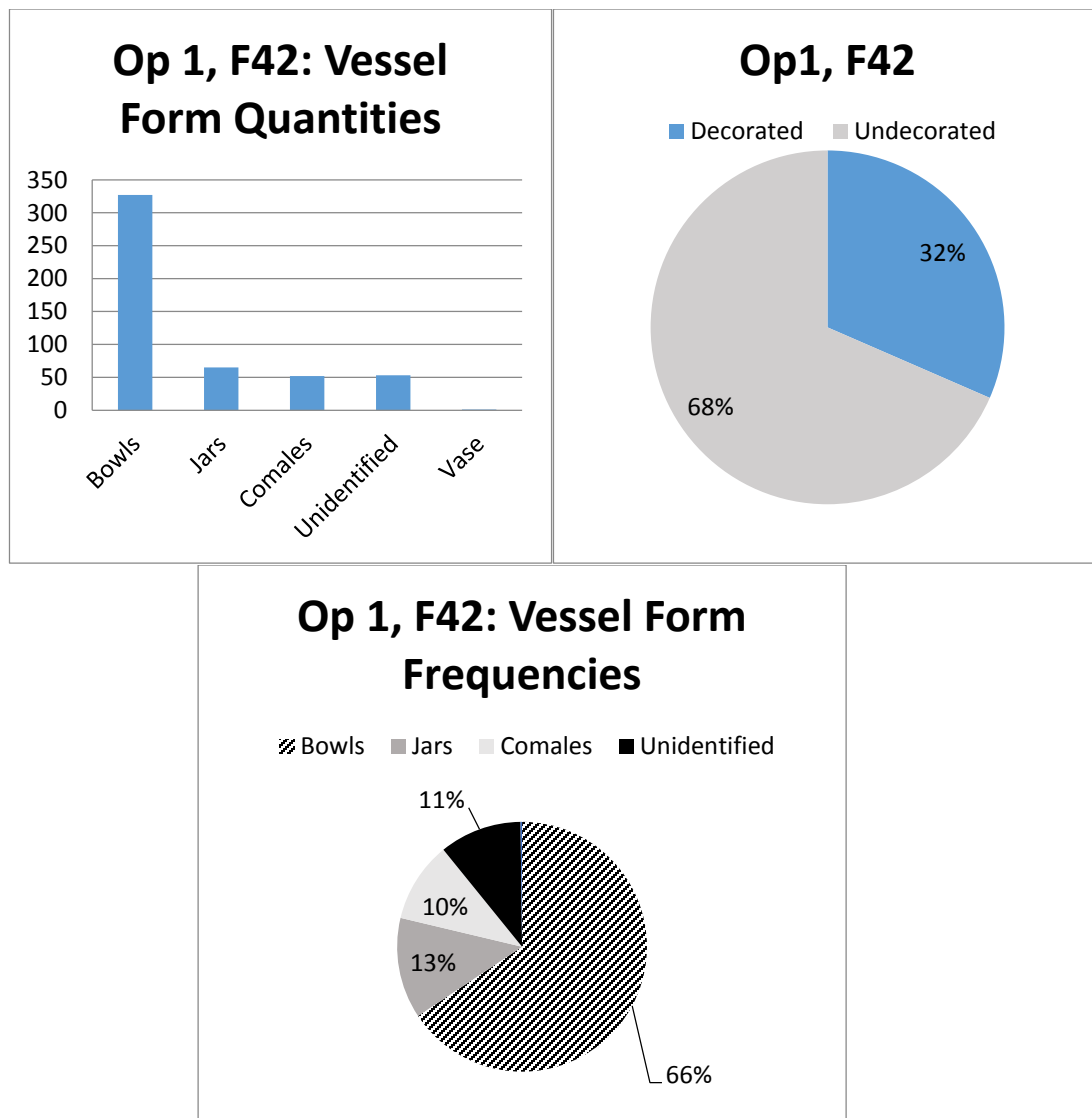 Op 1, F42: Vessel
Form Quantities
350
300
250
200
150
100
50
0
Bowls
Jars
Comales
Unidentified
Vase
Op1, F42
Decorated Undecorated
32%
68%
Op 1, F42: Vessel Form
Frequencies
Bowls Jars Comales Unidentified
11%
10%
13%
66%